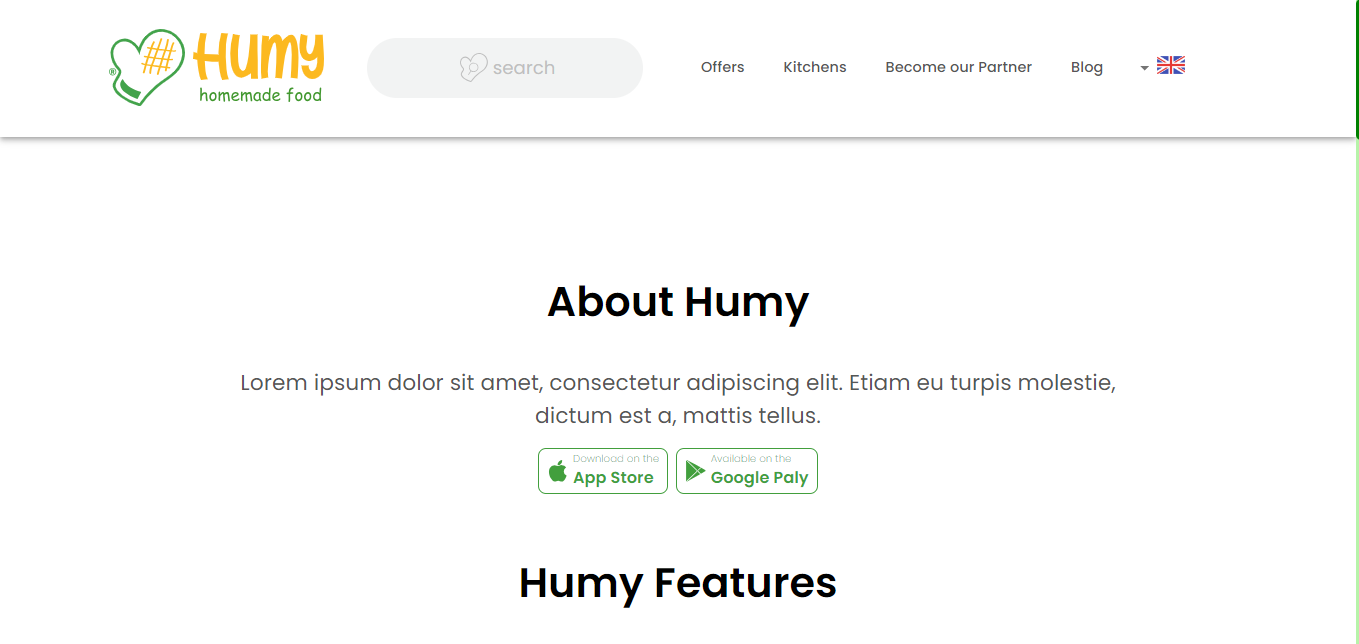 Humy
homemade food
®
search
Offers
Kitchens
Become our Partner
Blog
About Humy
Lorem ipsum dolor sit amet, consectetur adipiscing elit. Etiam eu turpis molestie,
dictum est a, mattis tellus.
Download on the
App Store
Available on the
Google Paly
Humy Features